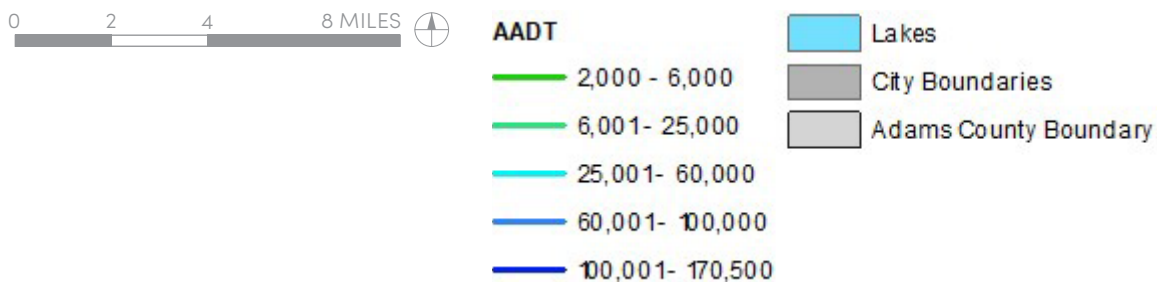 0 2 4 8 MILES
AADT
2,000 - 6,000
6,001- 25,000
25,001- 60,000
60,001- 100,000
100,001- 170,500
Lakes
City Boundaries
Adams County Boundary